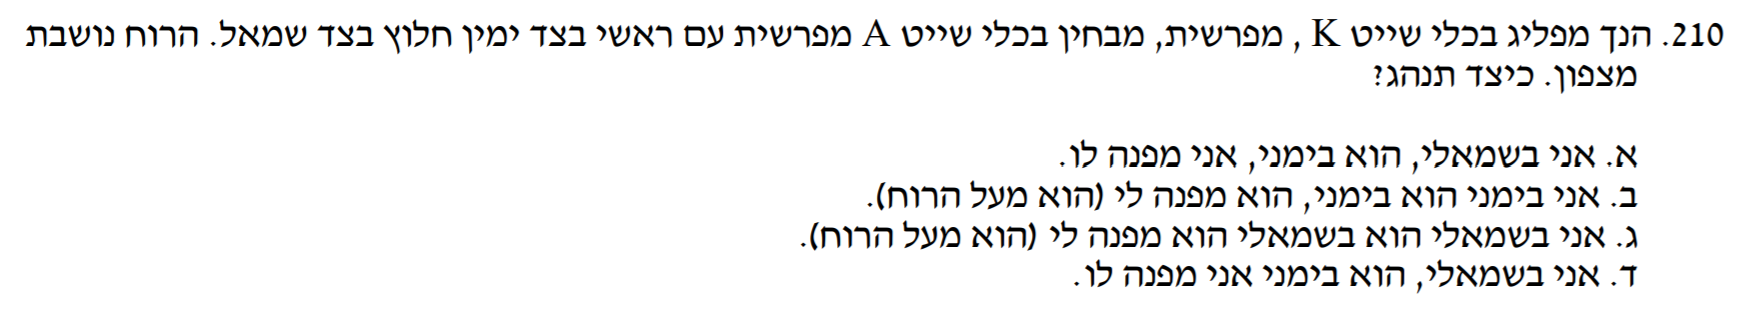 210. הנך מפליג בכלי שייט K , מפרשית, מבחין בכלי שייט A מפרשית עם ראשי בצד ימין חלוץ בצד שמאל. הרוח נושבת
מצפון. כיצד תנהג?
א. אני בשמאלי, הוא בימני, אני מפנה לו.
ב. אני בימני הוא בימני, הוא מפנה לי (הוא מעל הרוח).
ג. אני בשמאלי הוא בשמאלי הוא מפנה לי (הוא מעל הרוח).
ד. אני בשמאלי, הוא בימני אני מפנה לו.